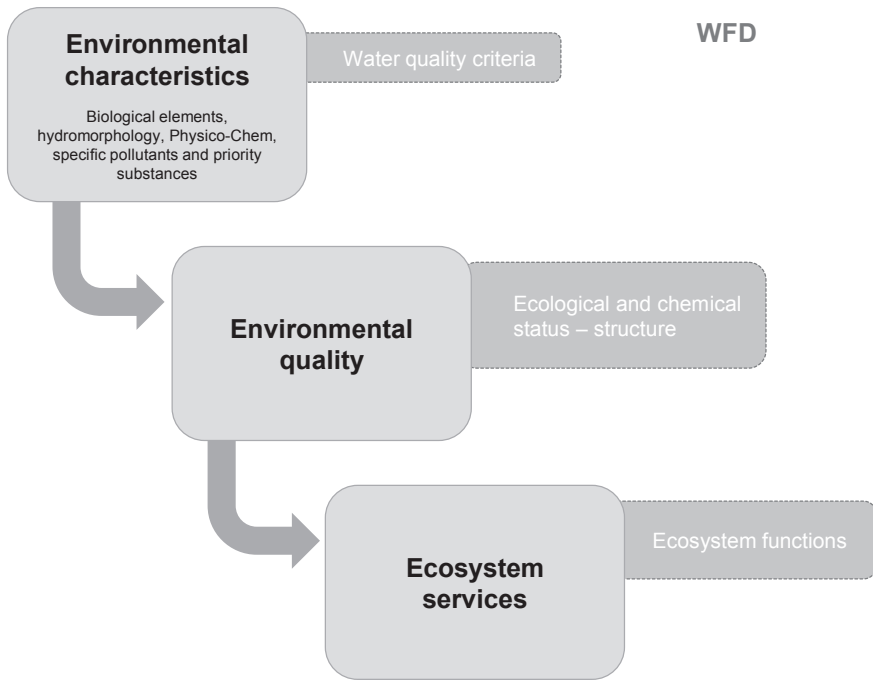 WFD
Environmental
characteristics
Biological elements,
hydromorphology, Physico-Chem,
specific pollutants and priority
substances
Water quality criteria
Environmental
quality
Ecological and chemical
status – structure
Ecosystem
services
Ecosystem functions